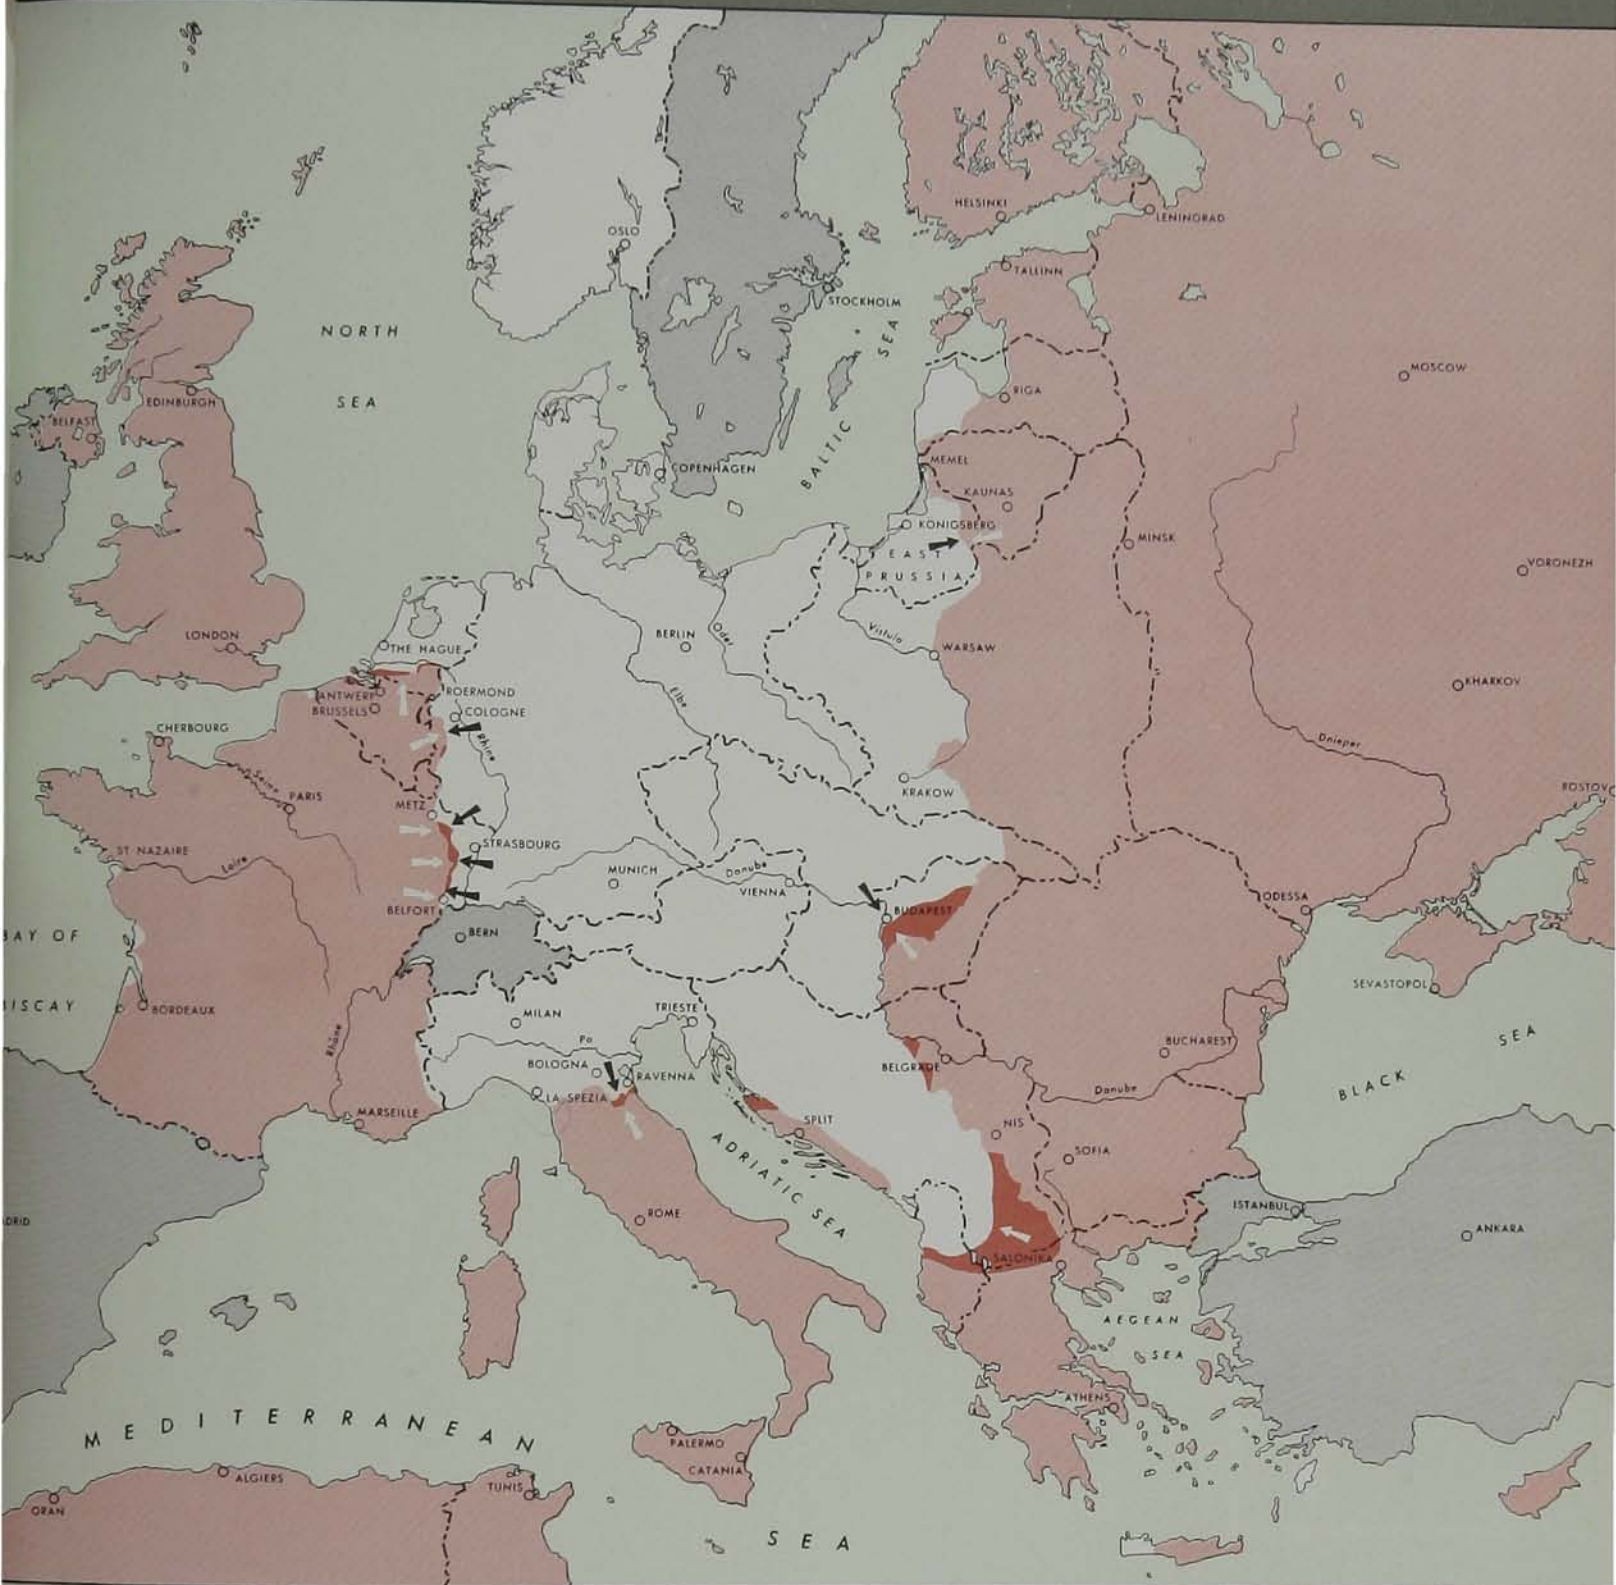 HELSINKI
LENINGRAD
OSLO
TALLINN
STOCKHOLM
NORTH
SEA
BALTIC SEA
MOSCOW
RIGA
EDINBURGH
BELFAST
COPENHAGEN
MEMEL
KAUNAS
KONIGSBERG
MINSK
EAST
PRUSSIA
VORONEZH
LONDON
THE HAGUE
BERLIN
Oder
Vistula
WARSAW
KHARKOV
ANTWERP
ROERMOND
BRUSSELS
COLOGNE
Elbe
Rhine
CHERBOURG
Dnieper
Seine
PARIS
METZ
KRAKOW
ROSTOV
ST NAZAIRE
Loire
STRASBOURG
MUNICH
Danube
VIENNA
BELFORT
BUDAPEST
ODESSA
BAY OF
BERN
SEVASTOPOL
BISCAY
BORDEAUX
MILAN
TRIESTE
Rhône
Po
BUCHAREST
BLACK SEA
BOLOGNA
RAVENNA
BELGRADE
LA SPEZIA
Danube
MARSEILLE
SPLIT
NIS
SOFIA
ADRIATIC SEA
ISTANBUL
ADRID
ROME
ANKARA
SALONIKA
AEGEAN
SEA
ATHENS
MEDITERRANEAN
PALERMO
CATANIA
ALGIERS
TUNIS
ORAN
SEA